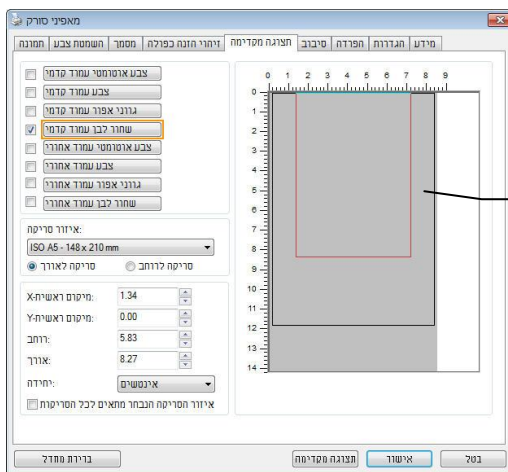 מאפיני סורק
תמונה
השמטת צבע
מסמך
זיהוי הזנה כפולה
תצוגה מקדימה
סיבוב
הפרדה
הגדרות
מידע
צבע אוטומטי עמוד קדמי
צבע עמוד קדמי
גווני אפור עמוד קדמי
שחור לבן עמוד קדמי
צבע אוטומטי עמוד אחורי
צבע עמוד אחורי
גווני אפור עמוד אחורי
שחור לבן עמוד אחורי
איזור סריקה:
ISO A5 - 148 x 210 mm
סריקה לאורך
סריקה לרוחב
מיקום ראשית-X: 1.34
מיקום ראשית-Y: 0.00
רוחב: 5.83
אורך: 8.27
יחידה: אינטשים
איזור הסריקה הנבחר מתאים לכל הסריקות
0 1 2 3 4 5 6 7 8 9
0
1
2
3
4
5
6
7
8
9
10
11
12
13
14
ברירת מחדל
תצוגה מקדימה
אישור
בטל